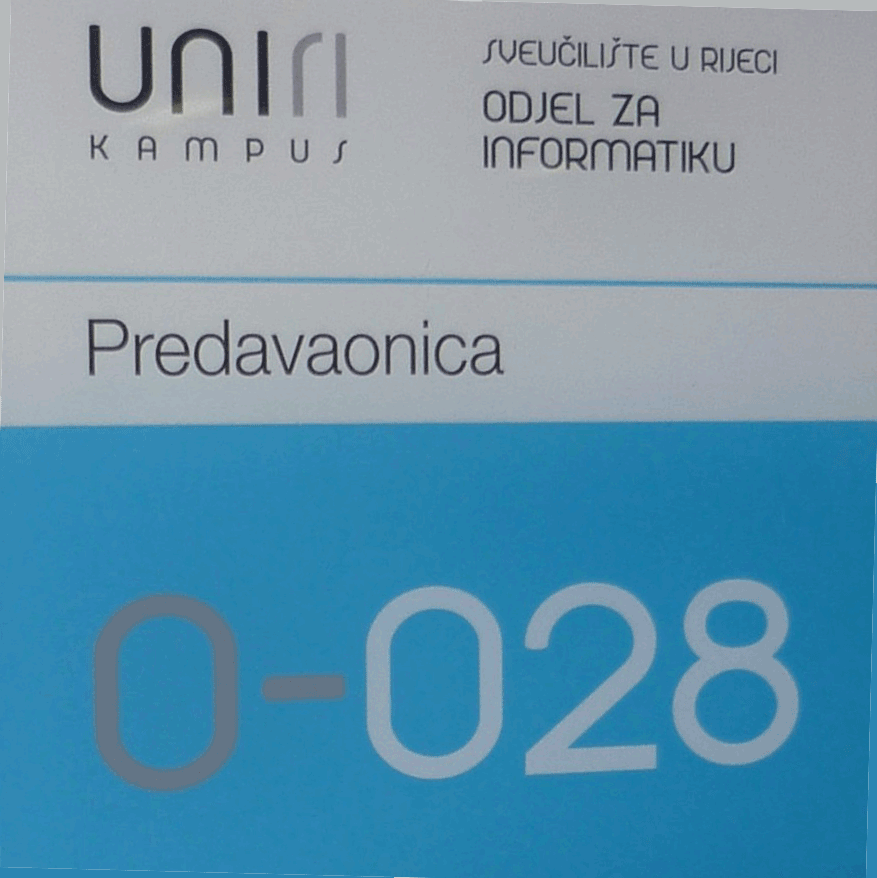 UNIRI
KAMPUS
SVEUČILIŠTE U RIJECI
ODJEL ZA
INFORMATIKU
Predavaonica
O-028